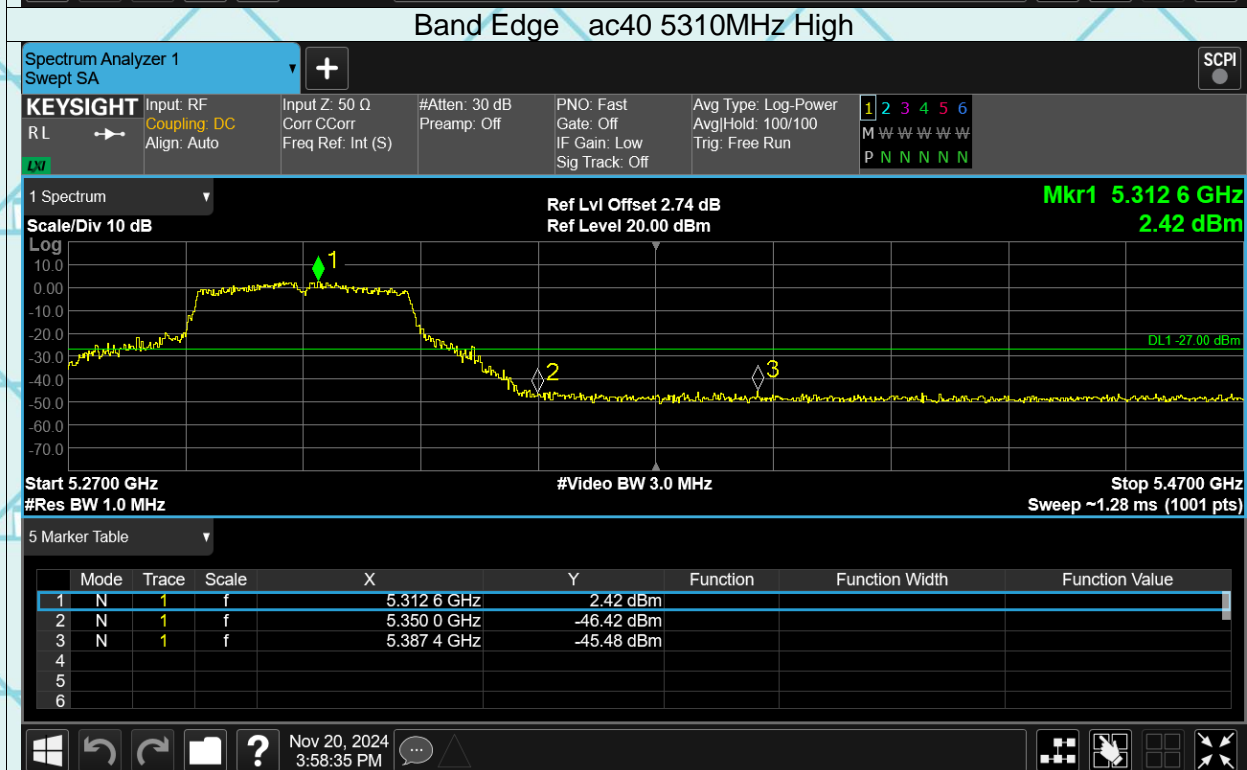 Band Edge ac40 5310MHz High
Spectrum Analyzer 1
Swept SA
+
SCPI
KEYSIGHT
R L
LXI
Input: RF
Coupling: DC
Align: Auto
Input Z: 50 Ω
Corr CCorr
Freq Ref: Int (S)
#Atten: 30 dB
Preamp: Off
PNO: Fast
Gate: Off
IF Gain: Low
Sig Track: Off
Avg Type: Log-Power
Avg|Hold: 100/100
Trig: Free Run
1 2 3 4 5 6
M W W W W W W
P N N N N N
1 Spectrum
Scale/Div 10 dB
Ref Lvl Offset 2.74 dB
Ref Level 20.00 dBm
Mkr1 5.312 6 GHz
2.42 dBm
Log
10.0
0.00
-10.0
-20.0
-30.0
-40.0
-50.0
-60.0
-70.0
1
2
3
DL1 -27.00 dBm
Start 5.2700 GHz
#Video BW 3.0 MHz
Stop 5.4700 GHz
#Res BW 1.0 MHz
Sweep ~1.28 ms (1001 pts)
5 Marker Table
Mode Trace Scale X Y Function Function Width Function Value
1 N 1 f 5.312 6 GHz 2.42 dBm
2 N 1 f 5.350 0 GHz -46.42 dBm
3 N 1 f 5.387 4 GHz -45.48 dBm
4
5
6
?
Nov 20, 2024
3:58:35 PM